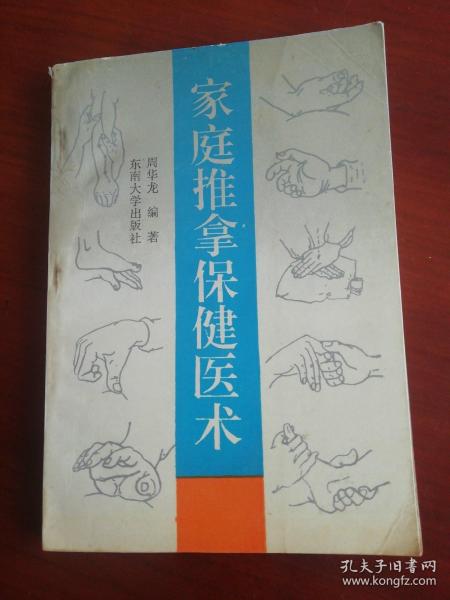 家庭推拿保健医术
周华龙 编著
东南大学出版社
孔夫子旧书网
www.kongfz.com